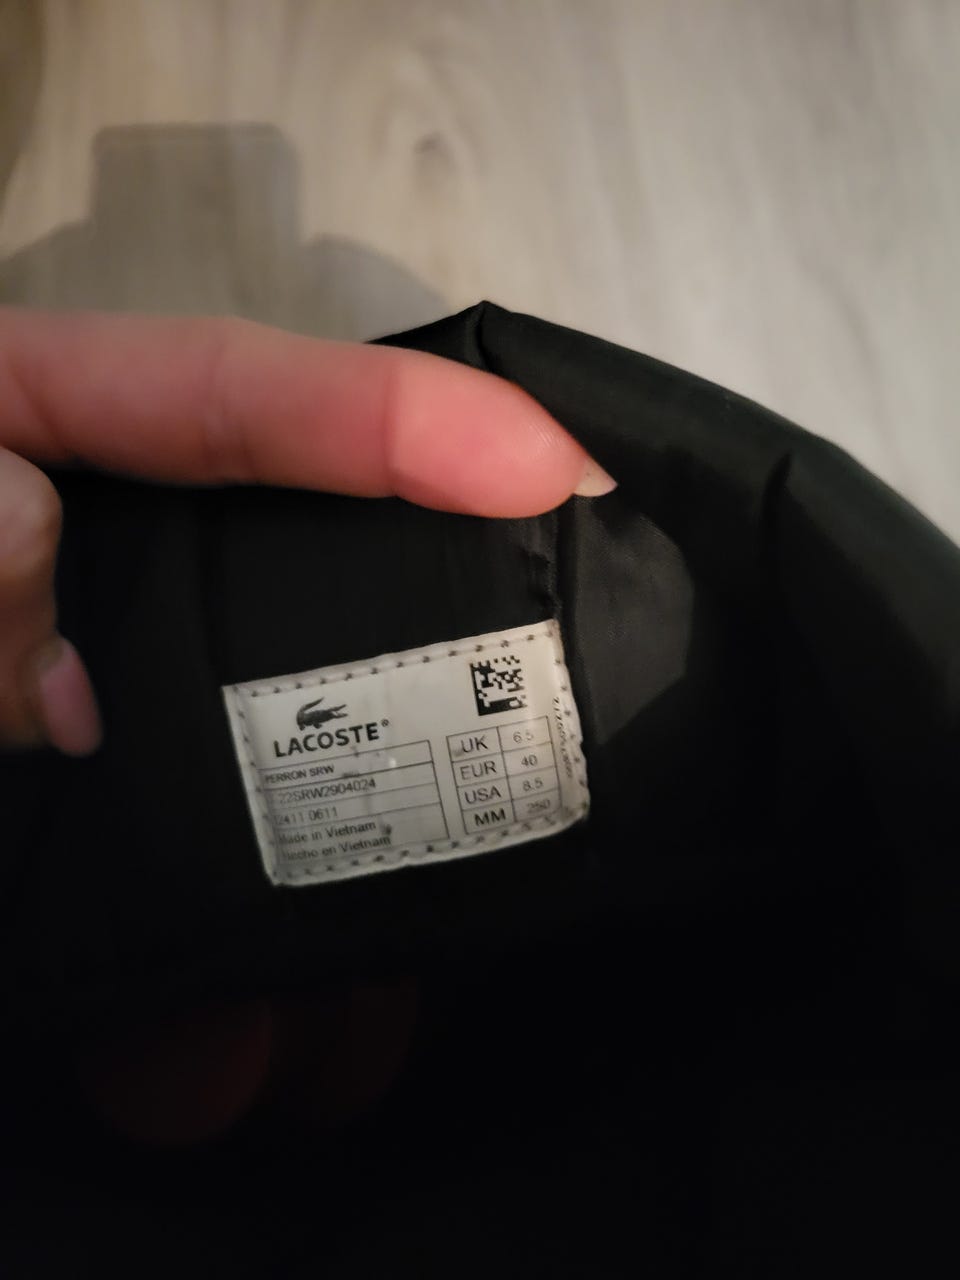 LACOSTE®
PERRON SRW
22SRW2904024
2411 0611
Made in Vietnam
Hecho en Vietnam
UK 6.5
EUR 40
USA 8.5
MM 250